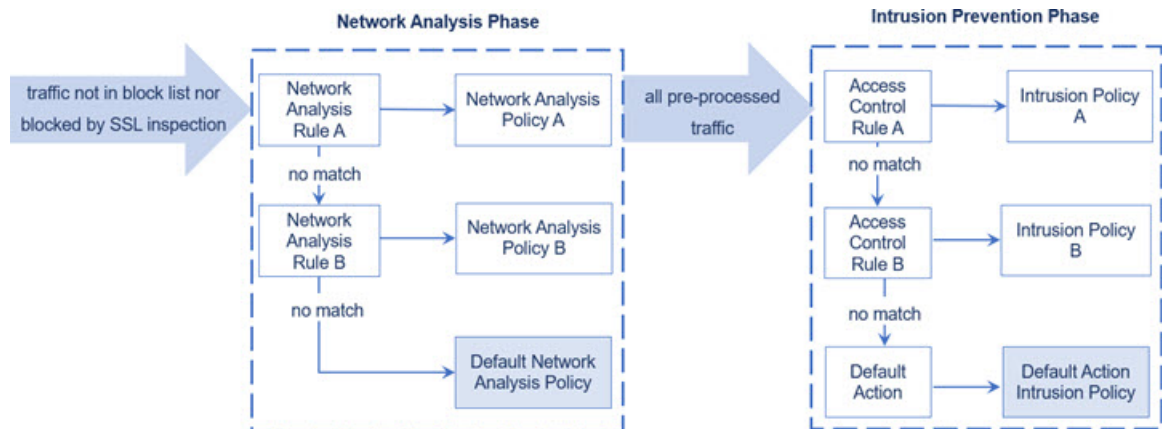 Network Analysis Phase
Intrusion Prevention Phase
traffic not in block list nor
blocked by SSL inspection
Network
Analysis
Rule A
Network Analysis
Policy A
no match
Network
Analysis
Rule B
Network Analysis
Policy B
no match
Default Network
Analysis Policy
all pre-processed
traffic
Access
Control
Rule A
Intrusion Policy
A
no match
Access
Control
Rule B
Intrusion Policy
B
no match
Default
Action
Default Action
Intrusion Policy